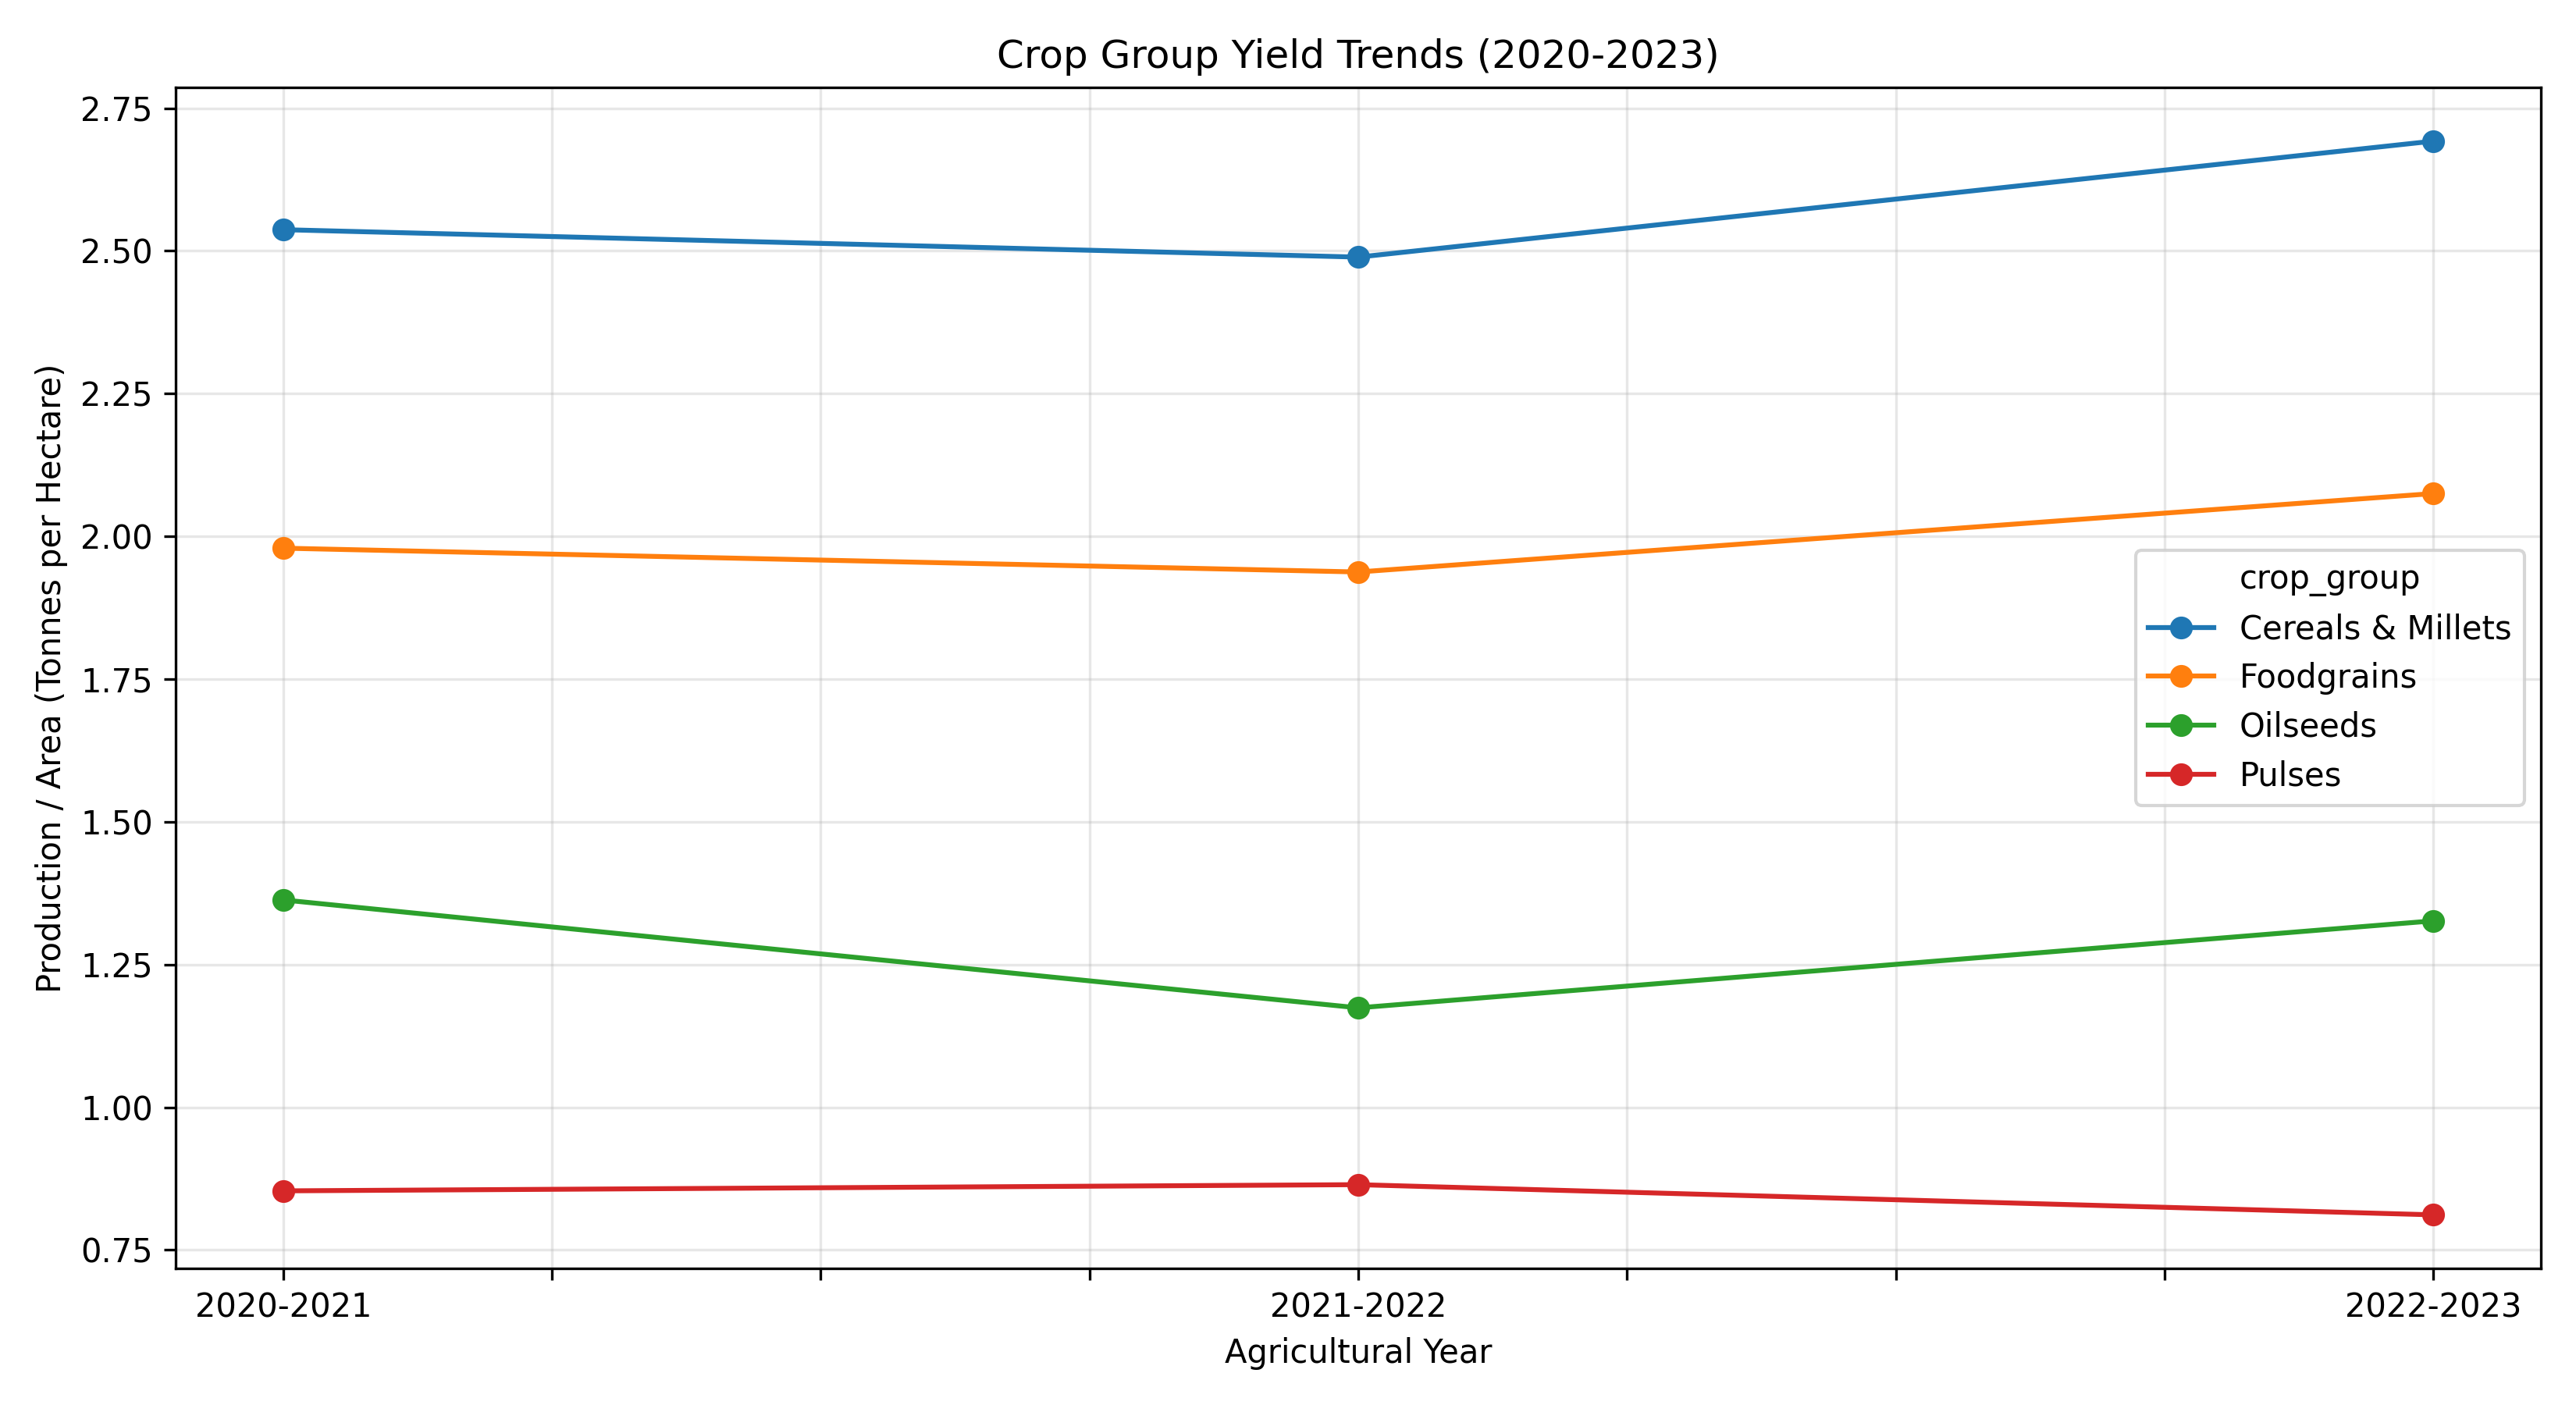 Crop Group Yield Trends (2020-2023)
Production / Area (Tonnes per Hectare)
2.75
2.50
2.25
2.00
1.75
1.50
1.25
1.00
0.75
crop_group
Cereals & Millets
Foodgrains
Oilseeds
Pulses
2020-2021
2021-2022
2022-2023
Agricultural Year